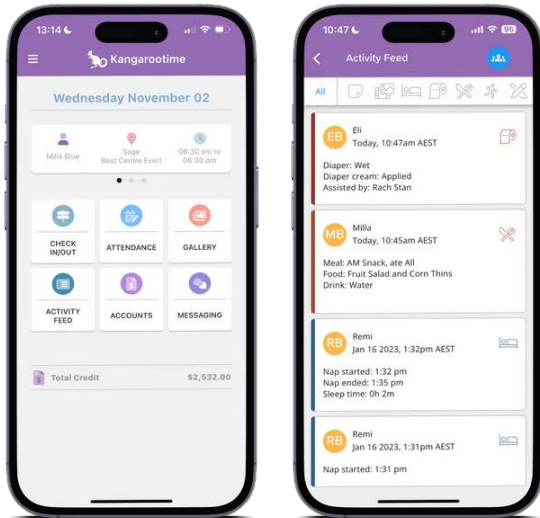 13:14
Kangarootime
Wednesday November 02
Milla Blue
Sage
Best Centre Ever!
06:30 am to
06:30 pm
CHECK
IN/OUT
ATTENDANCE
GALLERY
ACTIVITY
FEED
ACCOUNTS
MESSAGING
Total Credit
$2,532.00
10:47
95
Activity Feed
All
EB
Eli
Today, 10:47am AEST
Diaper: Wet
Diaper cream: Applied
Assisted by: Rach Stan
MB
Milla
Today, 10:45am AEST
Meal: AM Snack, ate All
Food: Fruit Salad and Corn Thins
Drink: Water
RB
Remi
Jan 16 2023, 1:32pm AEST
Nap started: 1:32 pm
Nap ended: 1:35 pm
Sleep time: 0h 2m
RB
Remi
Jan 16 2023, 1:31pm AEST
Nap started: 1:31 pm